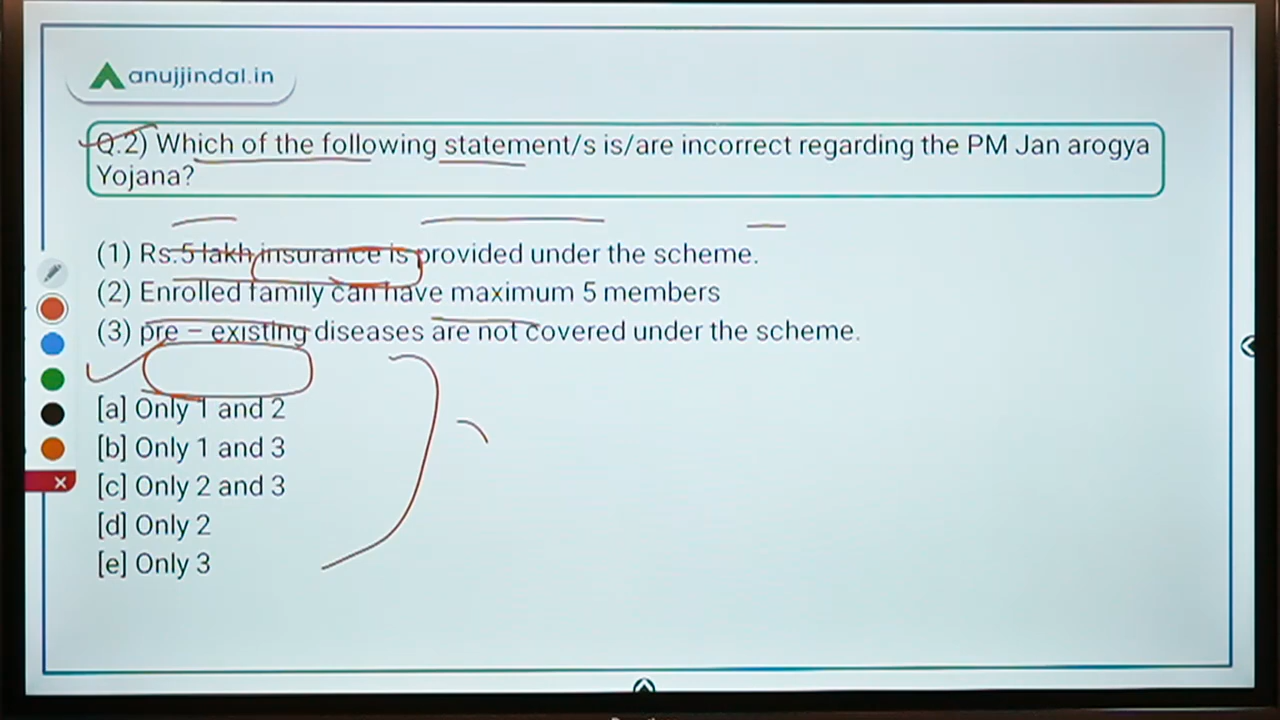 anujjindal.in
Q.2) Which of the following statement/s is/are incorrect regarding the PM Jan arogya
Yojana?
(1) Rs.5 lakh insurance is provided under the scheme.
(2) Enrolled family can have maximum 5 members
(3) pre – existing diseases are not covered under the scheme.
[a] Only 1 and 2
[b] Only 1 and 3
[c] Only 2 and 3
[d] Only 2
[e] Only 3